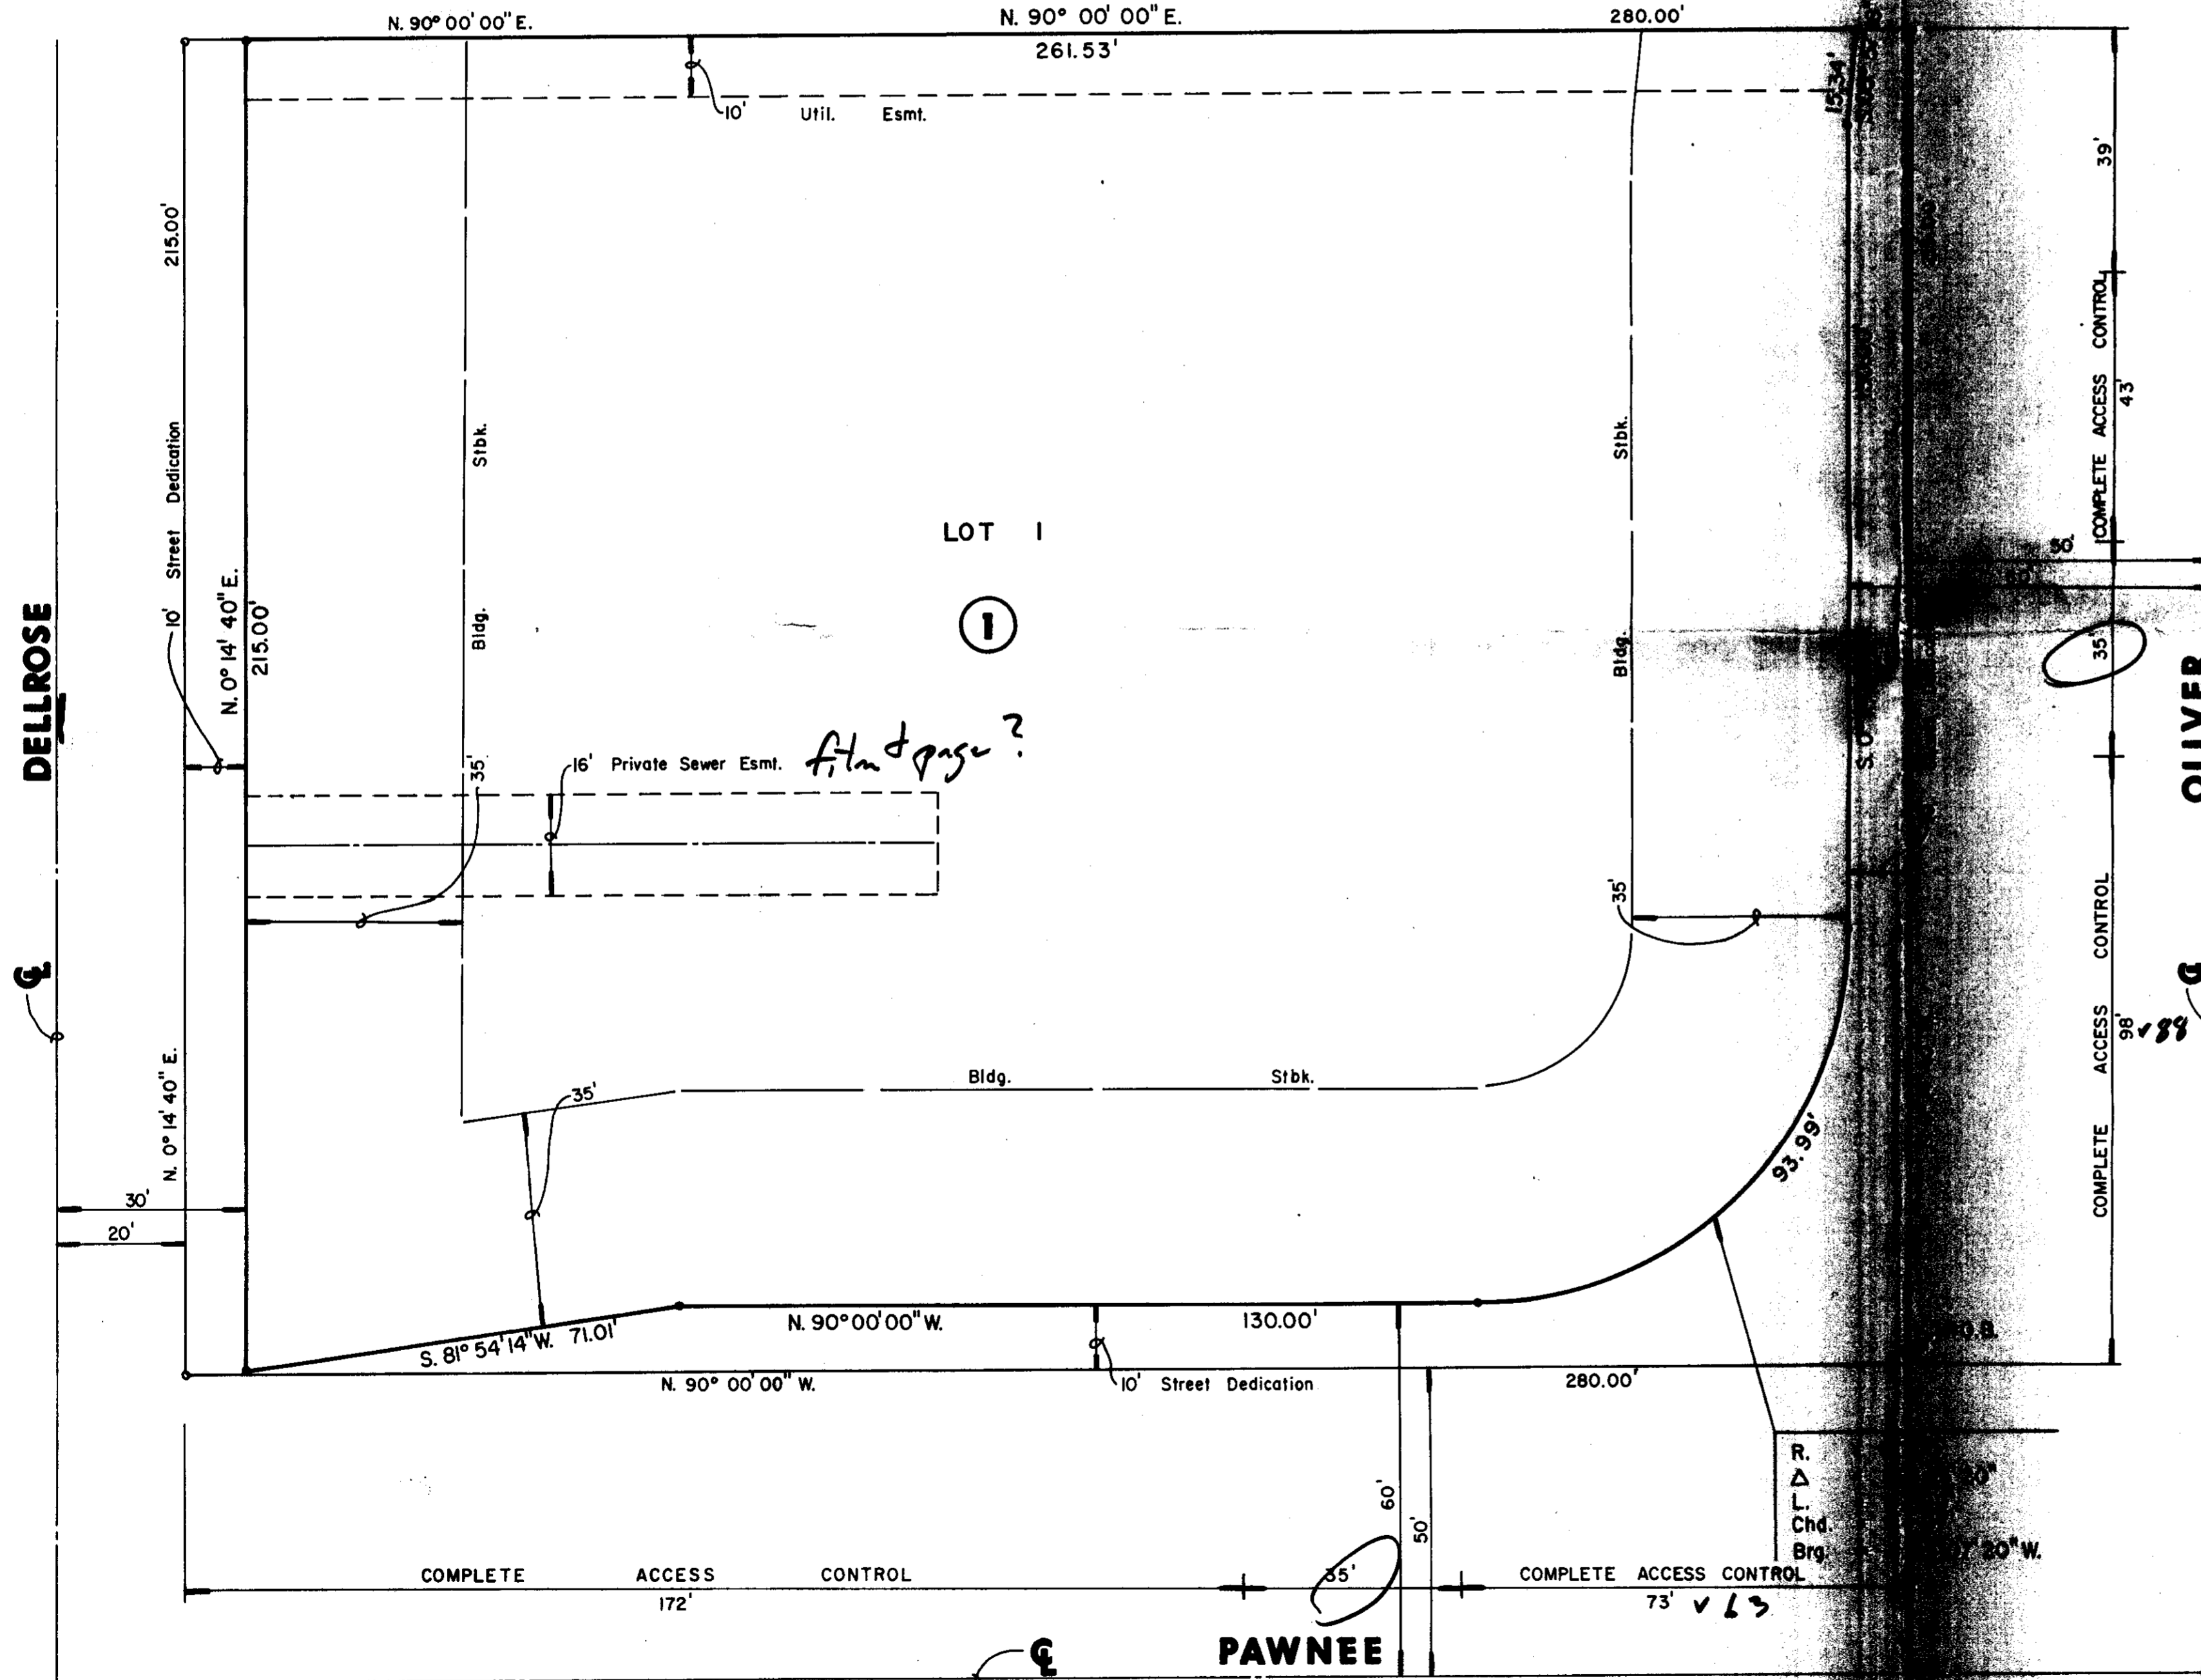 N. 90° 00' 00" E.
N. 90° 00' 00" E.
280.00'
261.53'
15.34'
10' Util. Esmt.
39'
215.00'
COMPLETE ACCESS CONTROL
43'
10' Street Dedication
Stbk.
Stbk.
LOT 1
1
50'
60'
N. 0° 14' 40" E.
215.00'
Bldg.
Bldg.
35'
DELLROSE
OLIVER
16' Private Sewer Esmt. film & page?
35'
35'
℄
℄
COMPLETE ACCESS CONTROL
98' v 88
N. 0° 14' 40" E.
35'
Bldg. Stbk.
93.99'
30'
20'
S. 81° 54' 14" W. 71.01'
N. 90° 00' 00" W.
130.00'
N. 90° 00' 00" W.
10' Street Dedication
280.00'
R.
Δ
L.
Chd.
Brg. 20" W.
60'
50'
COMPLETE ACCESS CONTROL
172'
35'
COMPLETE ACCESS CONTROL
73' v 63
℄ PAWNEE